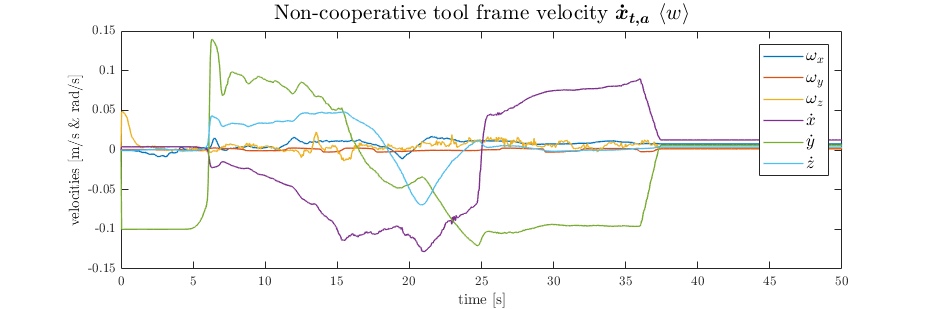 Non-cooperative tool frame velocity ẋ_{t,a} ⟨w⟩
velocities [m/s & rad/s]
0.15
0.1
0.05
0
-0.05
-0.1
-0.15
0 5 10 15 20 25 30 35 40 45 50
time [s]
ω_x
ω_y
ω_z
ẋ
ẏ
ż